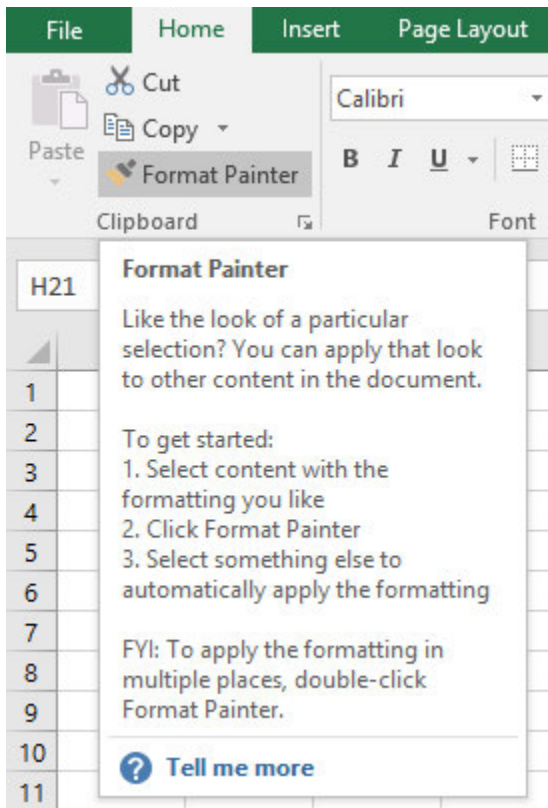 File Home Insert Page Layout
Cut
Calibri
Copy
Paste
B I U
Format Painter
Clipboard Font
H21
Format Painter
Like the look of a particular
selection? You can apply that look
to other content in the document.
To get started:
1. Select content with the
formatting you like
2. Click Format Painter
3. Select something else to
automatically apply the formatting
FYI: To apply the formatting in
multiple places, double-click
Format Painter.
Tell me more
1
2
3
4
5
6
7
8
9
10
11